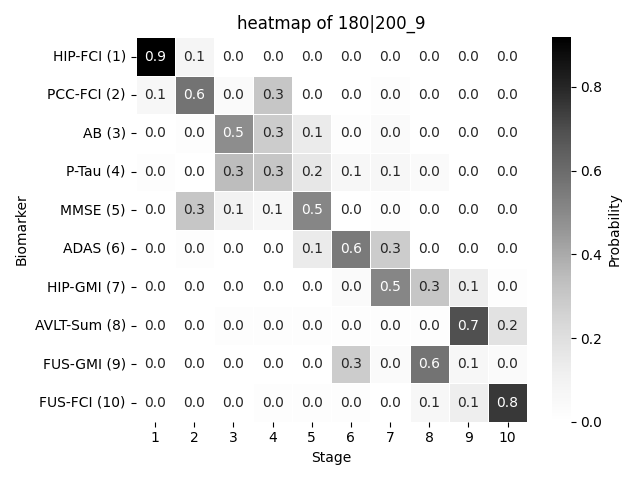 heatmap of 180|200_9
HIP-FCI (1) 0.9 0.1 0.0 0.0 0.0 0.0 0.0 0.0 0.0 0.0
PCC-FCI (2) 0.1 0.6 0.0 0.3 0.0 0.0 0.0 0.0 0.0 0.0
AB (3) 0.0 0.0 0.5 0.3 0.1 0.0 0.0 0.0 0.0 0.0
P-Tau (4) 0.0 0.0 0.3 0.3 0.2 0.1 0.1 0.0 0.0 0.0
MMSE (5) 0.0 0.3 0.1 0.1 0.5 0.0 0.0 0.0 0.0 0.0
ADAS (6) 0.0 0.0 0.0 0.0 0.1 0.6 0.3 0.0 0.0 0.0
HIP-GMI (7) 0.0 0.0 0.0 0.0 0.0 0.0 0.5 0.3 0.1 0.0
AVLT-Sum (8) 0.0 0.0 0.0 0.0 0.0 0.0 0.0 0.0 0.7 0.2
FUS-GMI (9) 0.0 0.0 0.0 0.0 0.0 0.3 0.0 0.6 0.1 0.0
FUS-FCI (10) 0.0 0.0 0.0 0.0 0.0 0.0 0.0 0.1 0.1 0.8
1 2 3 4 5 6 7 8 9 10
Stage
Biomarker
0.8
0.6
0.4
0.2
0.0
Probability